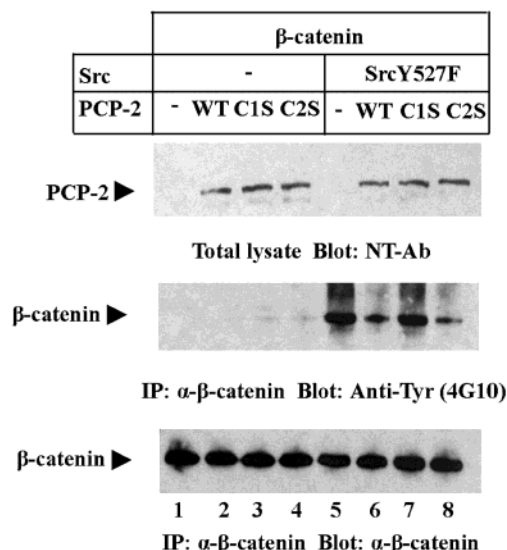 β-catenin
Src - SrcY527F
PCP-2 - WT C1S C2S - WT C1S C2S
PCP-2
Total lysate Blot: NT-Ab
β-catenin
IP: α-β-catenin Blot: Anti-Tyr (4G10)
β-catenin
1 2 3 4 5 6 7 8
IP: α-β-catenin Blot: α-β-catenin